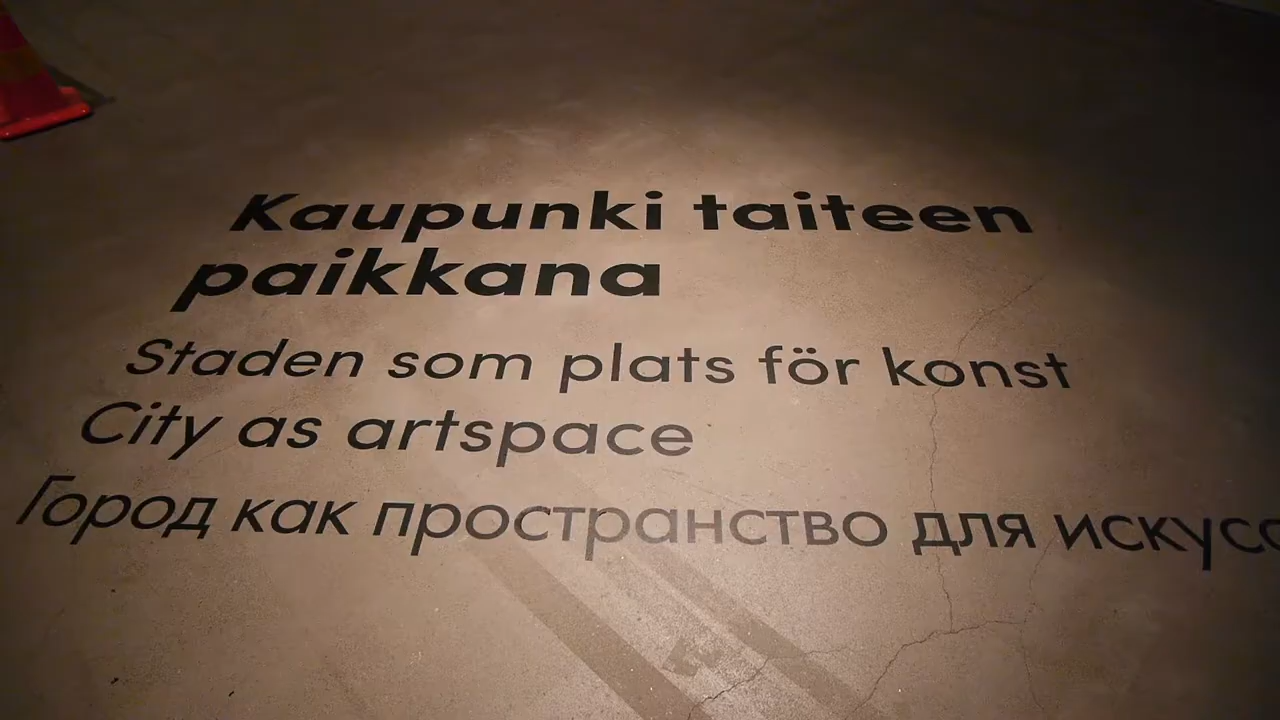 Kaupunki taiteen
paikkana
Staden som plats för konst
City as artspace
Город как пространство для